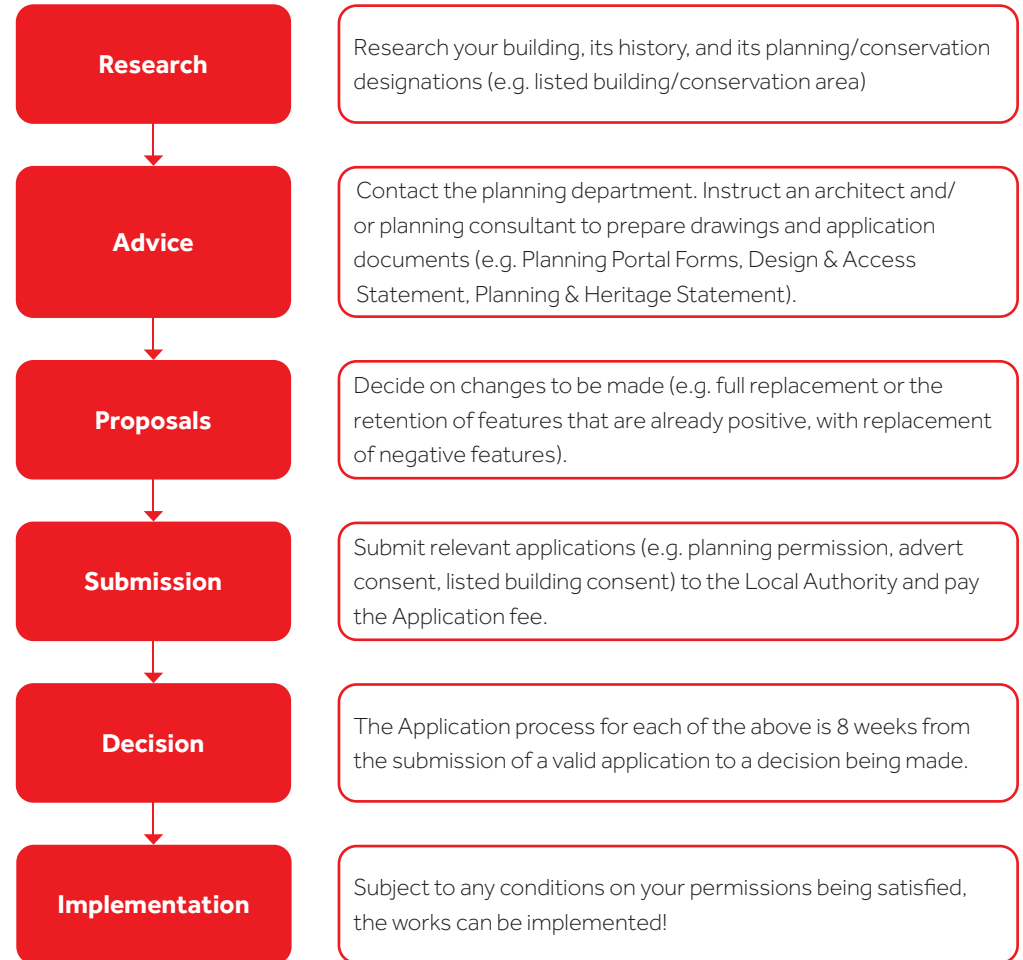 Research
Research your building, its history, and its planning/conservation
designations (e.g. listed building/conservation area)
Advice
Contact the planning department. Instruct an architect and/
or planning consultant to prepare drawings and application
documents (e.g. Planning Portal Forms, Design & Access
Statement, Planning & Heritage Statement).
Proposals
Decide on changes to be made (e.g. full replacement or the
retention of features that are already positive, with replacement
of negative features).
Submission
Submit relevant applications (e.g. planning permission, advert
consent, listed building consent) to the Local Authority and pay
the Application fee.
Decision
The Application process for each of the above is 8 weeks from
the submission of a valid application to a decision being made.
Implementation
Subject to any conditions on your permissions being satisfied,
the works can be implemented!